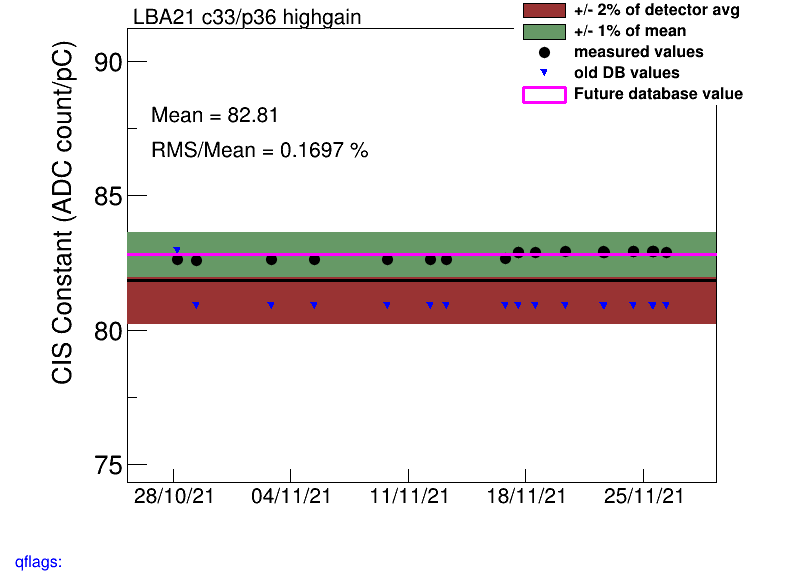 LBA21 c33/p36 highgain
+/- 2% of detector avg
+/- 1% of mean
measured values
old DB values
Future database value
Mean = 82.81
RMS/Mean = 0.1697 %
CIS Constant (ADC count/pC)
90
85
80
75
28/10/21 04/11/21 11/11/21 18/11/21 25/11/21
qflags: